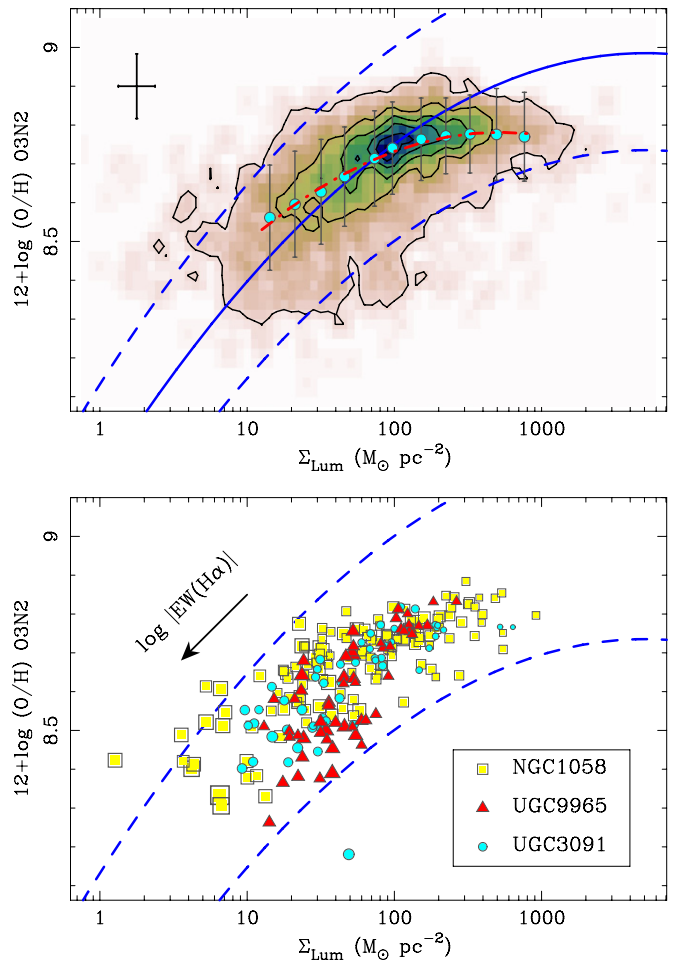 9
8.5
12+log (O/H) O3N2
1 10 100 1000
Σ_Lum (M_⊙ pc⁻²)
log |EW(Hα)|
9
8.5
12+log (O/H) O3N2
NGC1058
UGC9965
UGC3091
1 10 100 1000
Σ_Lum (M_⊙ pc⁻²)